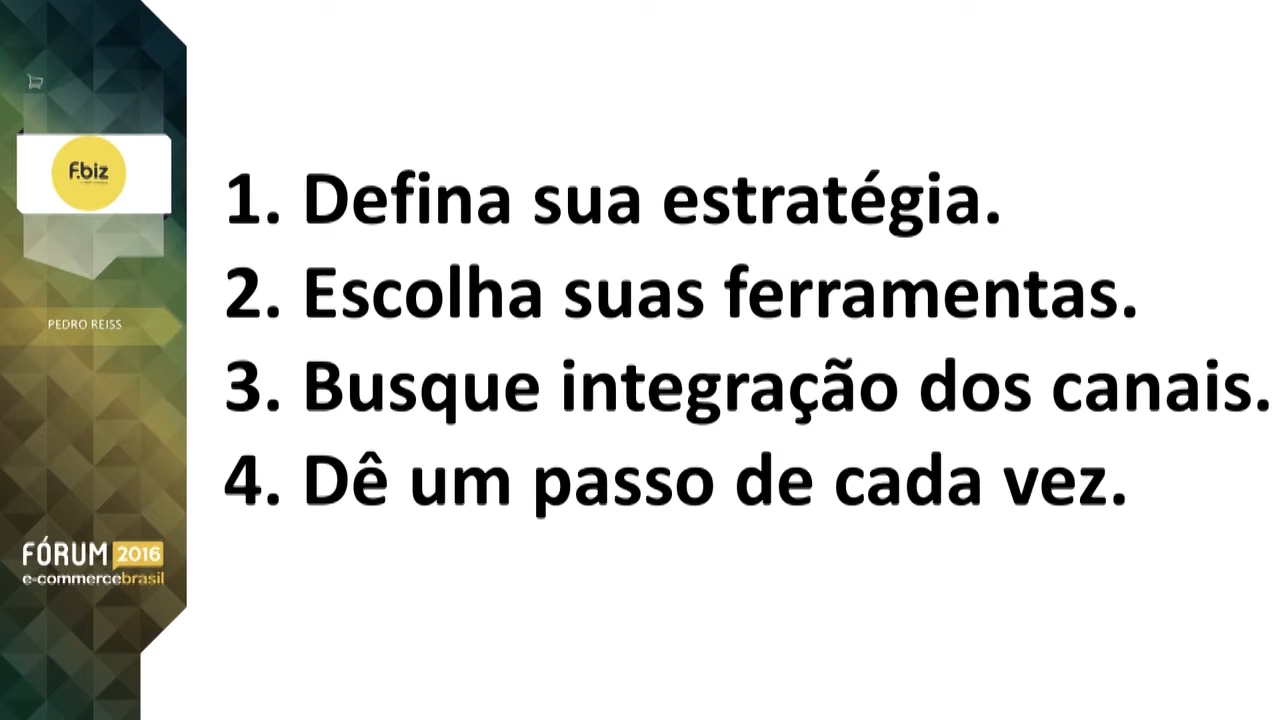 F.biz
PEDRO REISS
FÓRUM 2016
e-commercebrasil
1. Defina sua estratégia.
2. Escolha suas ferramentas.
3. Busque integração dos canais.
4. Dê um passo de cada vez.